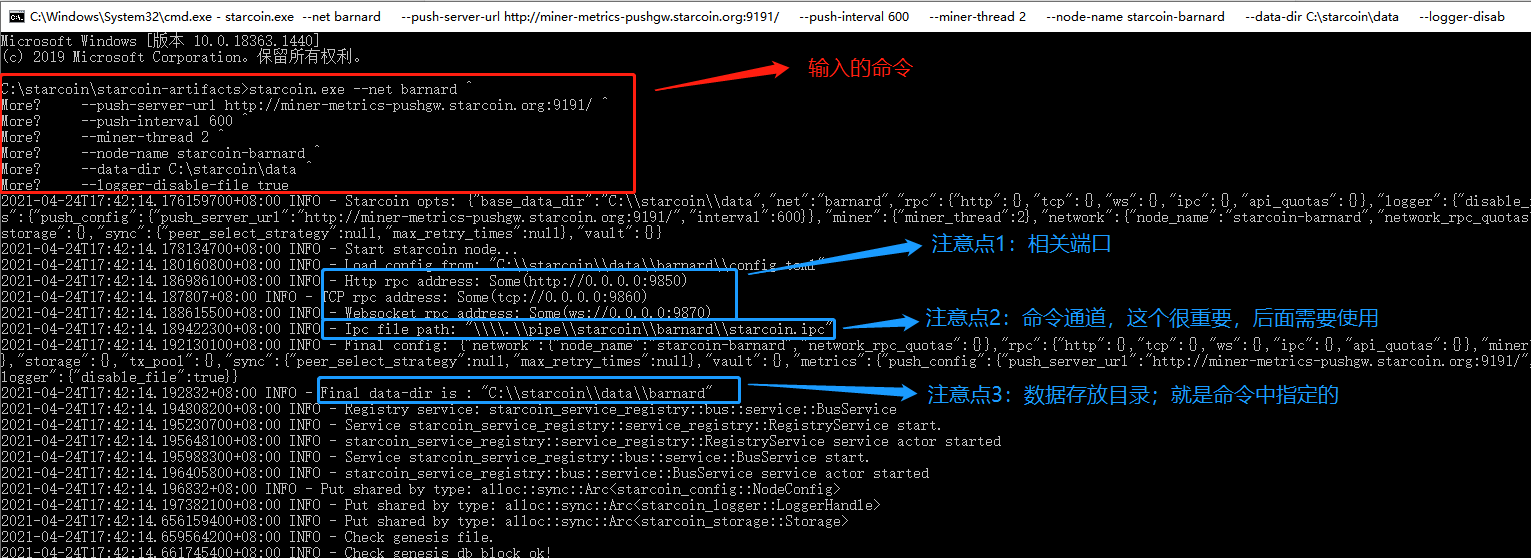 C:\Windows\System32\cmd.exe - starcoin.exe --net barnard --push-server-url http://miner-metrics-pushgw.starcoin.org:9191/ --push-interval 600 --miner-thread 2 --node-name starcoin-barnard --data-dir C:\starcoin\data --logger-disab
Microsoft Windows [版本 10.0.18363.1440]
(c) 2019 Microsoft Corporation。保留所有权利。
输入的命令
C:\starcoin\starcoin-artifacts>starcoin.exe --net barnard ^
More? --push-server-url http://miner-metrics-pushgw.starcoin.org:9191/ ^
More? --push-interval 600 ^
More? --miner-thread 2 ^
More? --node-name starcoin-barnard ^
More? --data-dir C:\starcoin\data ^
More? --logger-disable-file true
2021-04-24T17:42:14.176159700+08:00 INFO - Starcoin opts: {"base_data_dir":"C:\\starcoin\\data","net":"barnard","rpc":{"http":{},"tcp":{},"ws":{},"ipc":{},"api_quotas":{}},"logger":{"disable_
s":{"push_config":{"push_server_url":"http://miner-metrics-pushgw.starcoin.org:9191/","interval":600}},"miner":{"miner_thread":2},"network":{"node_name":"starcoin-barnard","network_rpc_quotas
storage":{},"sync":{"peer_select_strategy":null,"max_retry_times":null},"vault":{}}
2021-04-24T17:42:14.178134700+08:00 INFO - Start starcoin node...
注意点1：相关端口
2021-04-24T17:42:14.180160800+08:00 INFO - Load config from: "C:\\starcoin\\data\\barnard\\config.toml"
2021-04-24T17:42:14.186986100+08:00 INFO - Http rpc address: Some(http://0.0.0.0:9850)
2021-04-24T17:42:14.187807+08:00 INFO - TCP rpc address: Some(tcp://0.0.0.0:9860)
2021-04-24T17:42:14.188615500+08:00 INFO - Websocket rpc address: Some(ws://0.0.0.0:9870)
2021-04-24T17:42:14.189422300+08:00 INFO - Ipc file path: "\\\\.\\pipe\\starcoin\\barnard\\starcoin.ipc"
注意点2：命令通道，这个很重要，后面需要使用
2021-04-24T17:42:14.192130100+08:00 INFO - Final config: {"network":{"node_name":"starcoin-barnard","network_rpc_quotas":{}},"rpc":{"http":{},"tcp":{},"ws":{},"ipc":{},"api_quotas":{}},"miner
},"storage":{},"tx_pool":{},"sync":{"peer_select_strategy":null,"max_retry_times":null},"vault":{},"metrics":{"push_config":{"push_server_url":"http://miner-metrics-pushgw.starcoin.org:9191/"
logger":{"disable_file":true}}
2021-04-24T17:42:14.192832+08:00 INFO - Final data-dir is : "C:\\starcoin\\data\\barnard"
注意点3：数据存放目录；就是命令中指定的
2021-04-24T17:42:14.194808200+08:00 INFO - Registry service: starcoin_service_registry::bus::service::BusService
2021-04-24T17:42:14.195230700+08:00 INFO - Service starcoin_service_registry::service_registry::RegistryService start.
2021-04-24T17:42:14.195648100+08:00 INFO - starcoin_service_registry::service_registry::RegistryService service actor started
2021-04-24T17:42:14.195988300+08:00 INFO - Service starcoin_service_registry::bus::service::BusService start.
2021-04-24T17:42:14.196405800+08:00 INFO - starcoin_service_registry::bus::service::BusService service actor started
2021-04-24T17:42:14.196832+08:00 INFO - Put shared by type: alloc::sync::Arc<starcoin_config::NodeConfig>
2021-04-24T17:42:14.197382100+08:00 INFO - Put shared by type: alloc::sync::Arc<starcoin_logger::LoggerHandle>
2021-04-24T17:42:14.656159400+08:00 INFO - Put shared by type: alloc::sync::Arc<starcoin_storage::Storage>
2021-04-24T17:42:14.659564200+08:00 INFO - Check genesis file.
2021-04-24T17:42:14.661745400+08:00 INFO - Check genesis db block ok!